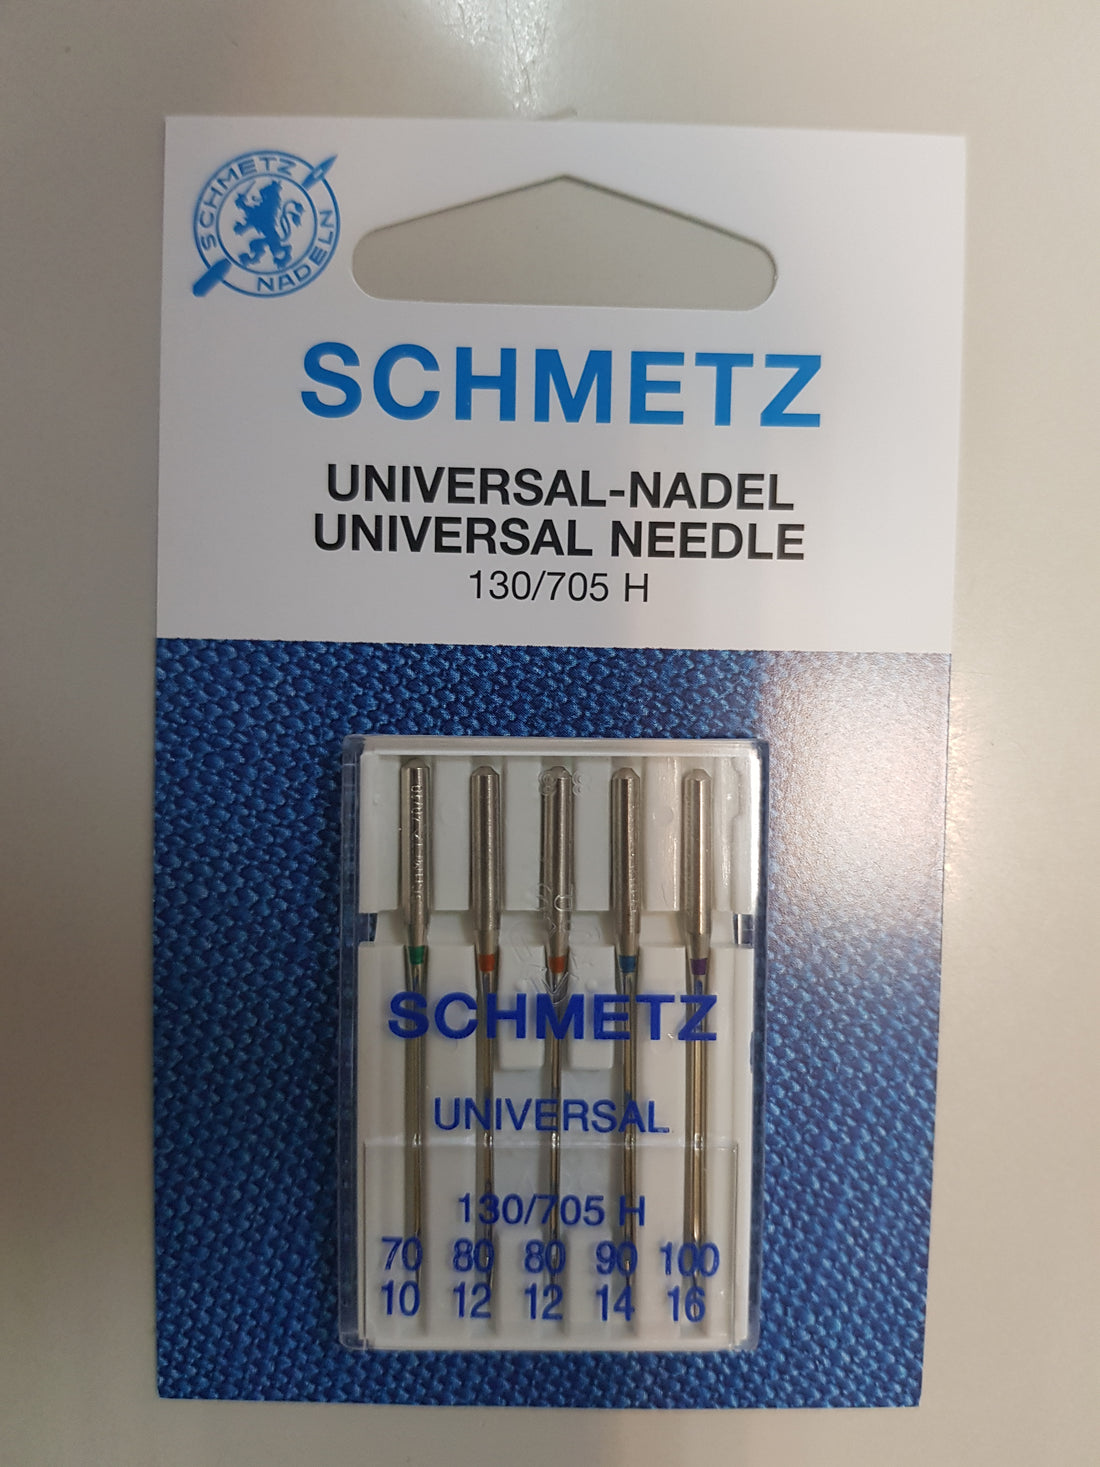 SCHMETZ
NADELN
SCHMETZ
UNIVERSAL-NADEL
UNIVERSAL NEEDLE
130/705 H
SCHMETZ
UNIVERSAL
130/705 H
70 80 80 90 100
10 12 12 14 16